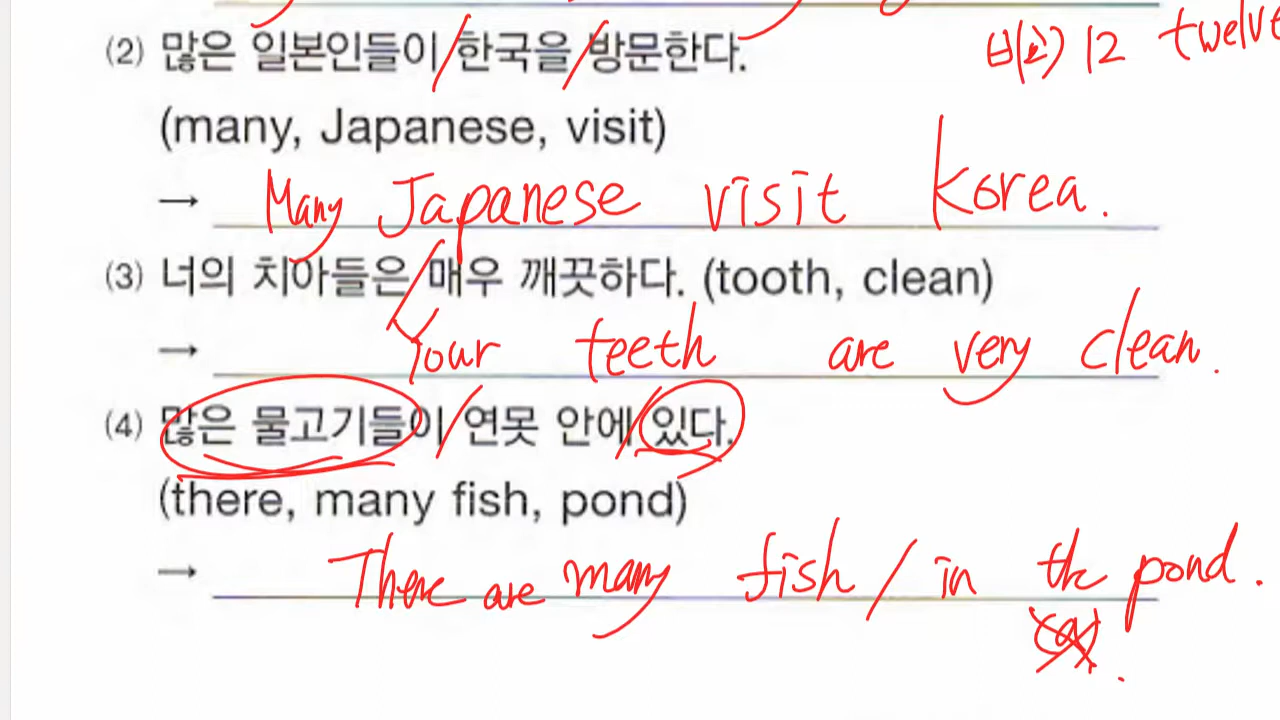 (2) 많은 일본인들이/한국을/방문한다.
비(교) 12 twelve
(many, Japanese, visit)
→ Many Japanese visit Korea.
(3) 너의 치아들은/매우 깨끗하다. (tooth, clean)
→ Your teeth are very clean.
(4) 많은 물고기들이/연못 안에/있다.
(there, many fish, pond)
→ There are many fish / in the pond.
(a)